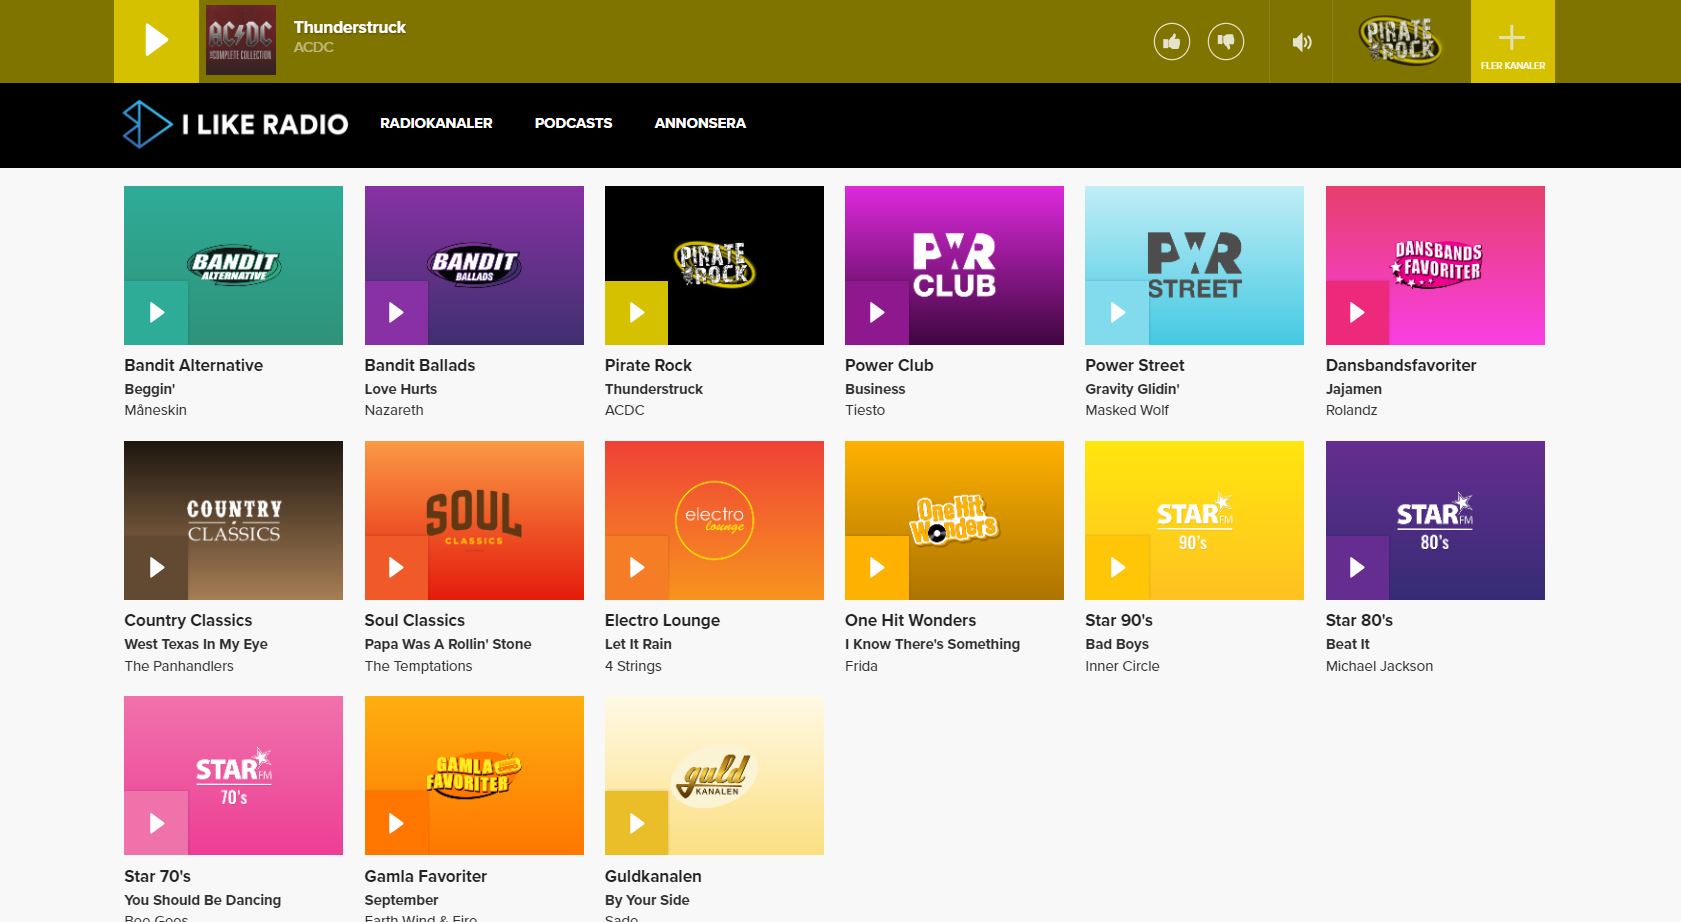 AC/DC
THE COMPLETE COLLECTION
Thunderstruck
ACDC
PIRATE ROCK
FLER KANALER
I LIKE RADIO
RADIOKANALER
PODCASTS
ANNONSERA
BANDIT
ALTERNATIVE
BANDIT
BALLADS
PIRATE
ROCK
PWR
CLUB
PWR
STREET
DANSBANDS
FAVORITER
Bandit Alternative
Beggin'
Måneskin
Bandit Ballads
Love Hurts
Nazareth
Pirate Rock
Thunderstruck
ACDC
Power Club
Business
Tiesto
Power Street
Gravity Glidin'
Masked Wolf
Dansbandsfavoriter
Jajamen
Rolandz
COUNTRY
CLASSICS
SOUL
CLASSICS
electro
lounge
OneHit
Wonders
STAR FM
90's
STAR FM
80's
Country Classics
West Texas In My Eye
The Panhandlers
Soul Classics
Papa Was A Rollin' Stone
The Temptations
Electro Lounge
Let It Rain
4 Strings
One Hit Wonders
I Know There's Something
Frida
Star 90's
Bad Boys
Inner Circle
Star 80's
Beat It
Michael Jackson
STAR FM
70's
GAMLA
FAVORITER
guld
KANALEN
Star 70's
You Should Be Dancing
Bee Gees
Gamla Favoriter
September
Earth Wind & Fire
Guldkanalen
By Your Side
Sade